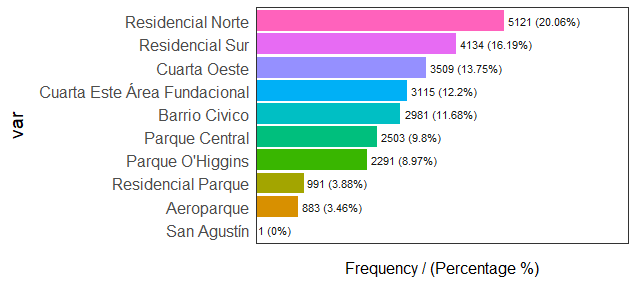 Residencial Norte 5121 (20.06%)
Residencial Sur 4134 (16.19%)
Cuarta Oeste 3509 (13.75%)
Cuarta Este Área Fundacional 3115 (12.2%)
Barrio Civico 2981 (11.68%)
Parque Central 2503 (9.8%)
Parque O'Higgins 2291 (8.97%)
Residencial Parque 991 (3.88%)
Aeroparque 883 (3.46%)
San Agustín 1 (0%)
var
Frequency / (Percentage %)